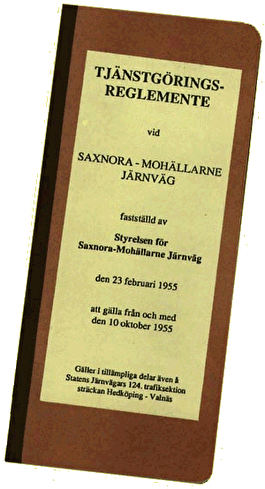 TJÄNSTGÖRINGS-
REGLEMENTE
vid
SAXNORA - MOHÄLLARNE
JÄRNVÄG
fastställd av
Styrelsen för
Saxnora-Mohällarne Järnväg
den 23 februari 1955
att gälla från och med
den 10 oktober 1955
Gäller i tillämpliga delar även å
Statens Järnvägars 124. trafiksektion
sträckan Hedköping - Valnäs